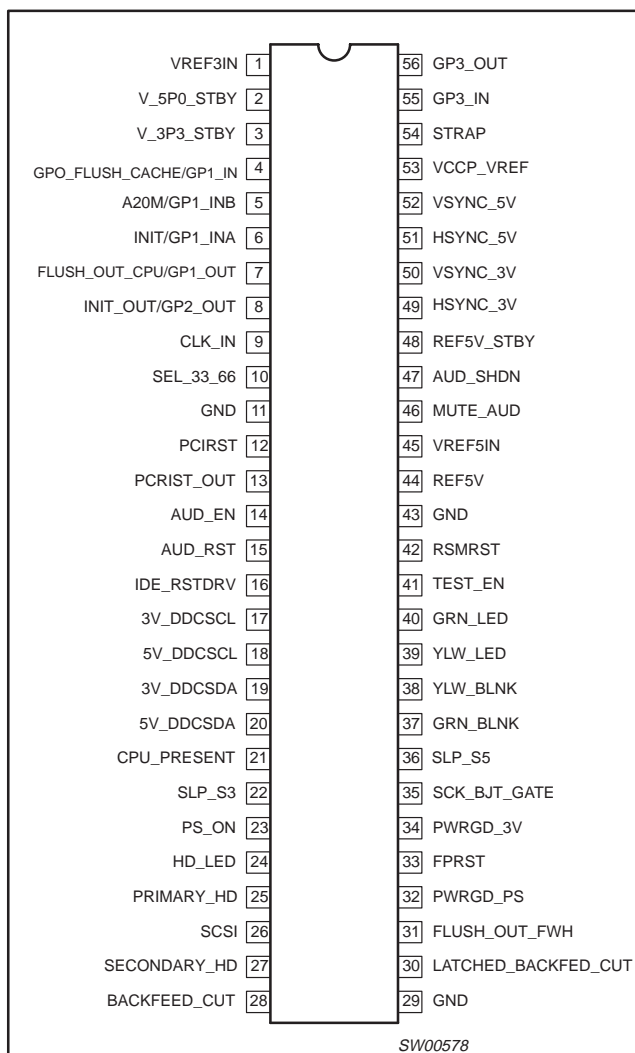 VREF3IN 1 56 GP3_OUT
V_5P0_STBY 2 55 GP3_IN
V_3P3_STBY 3 54 STRAP
GPO_FLUSH_CACHE/GP1_IN 4 53 VCCP_VREF
A20M/GP1_INB 5 52 VSYNC_5V
INIT/GP1_INA 6 51 HSYNC_5V
FLUSH_OUT_CPU/GP1_OUT 7 50 VSYNC_3V
INIT_OUT/GP2_OUT 8 49 HSYNC_3V
CLK_IN 9 48 REF5V_STBY
SEL_33_66 10 47 AUD_SHDN
GND 11 46 MUTE_AUD
PCIRST 12 45 VREF5IN
PCRIST_OUT 13 44 REF5V
AUD_EN 14 43 GND
AUD_RST 15 42 RSMRST
IDE_RSTDRV 16 41 TEST_EN
3V_DDCSCL 17 40 GRN_LED
5V_DDCSCL 18 39 YLW_LED
3V_DDCSDA 19 38 YLW_BLNK
5V_DDCSDA 20 37 GRN_BLNK
CPU_PRESENT 21 36 SLP_S5
SLP_S3 22 35 SCK_BJT_GATE
PS_ON 23 34 PWRGD_3V
HD_LED 24 33 FPRST
PRIMARY_HD 25 32 PWRGD_PS
SCSI 26 31 FLUSH_OUT_FWH
SECONDARY_HD 27 30 LATCHED_BACKFED_CUT
BACKFEED_CUT 28 29 GND
SW00578